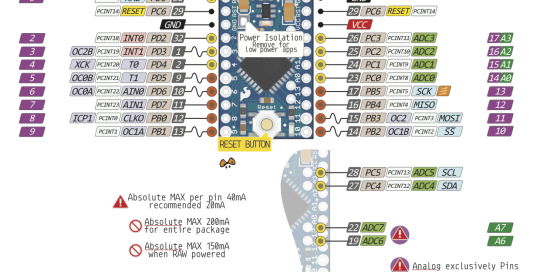 PCINT14 RESET PC6 29
29 PC6 RESET PCINT14
GND
VCC
Power Isolation
Remove for
low power apps
2 PCINT18 INT0 PD2 32
26 PC3 PCINT11 ADC3 17 A3
3 OC2B PCINT19 INT1 PD3 1
25 PC2 PCINT10 ADC2 16 A2
4 XCK PCINT20 T0 PD4 2
24 PC1 PCINT9 ADC1 15 A1
5 OC0B PCINT21 T1 PD5 9
23 PC0 PCINT8 ADC0 14 A0
6 OC0A PCINT22 AIN0 PD6 10
17 PB5 PCINT5 SCK 13
7 PCINT23 AIN1 PD7 11
16 PB4 PCINT4 MISO 12
8 ICP1 PCINT0 CLKO PB0 12
15 PB3 OC2 PCINT3 MOSI 11
9 PCINT1 OC1A PB1 13
14 PB2 OC1B PCINT2 SS 10
Reset
RESET BUTTON
28 PC5 PCINT13 ADC5 SCL
27 PC4 PCINT12 ADC4 SDA
Absolute MAX per pin 40mA
recommended 20mA
Absolute MAX 200mA
for entire package
22 ADC7 A7
19 ADC6 A6
Absolute MAX 150mA
when RAW powered
Analog exclusively Pins